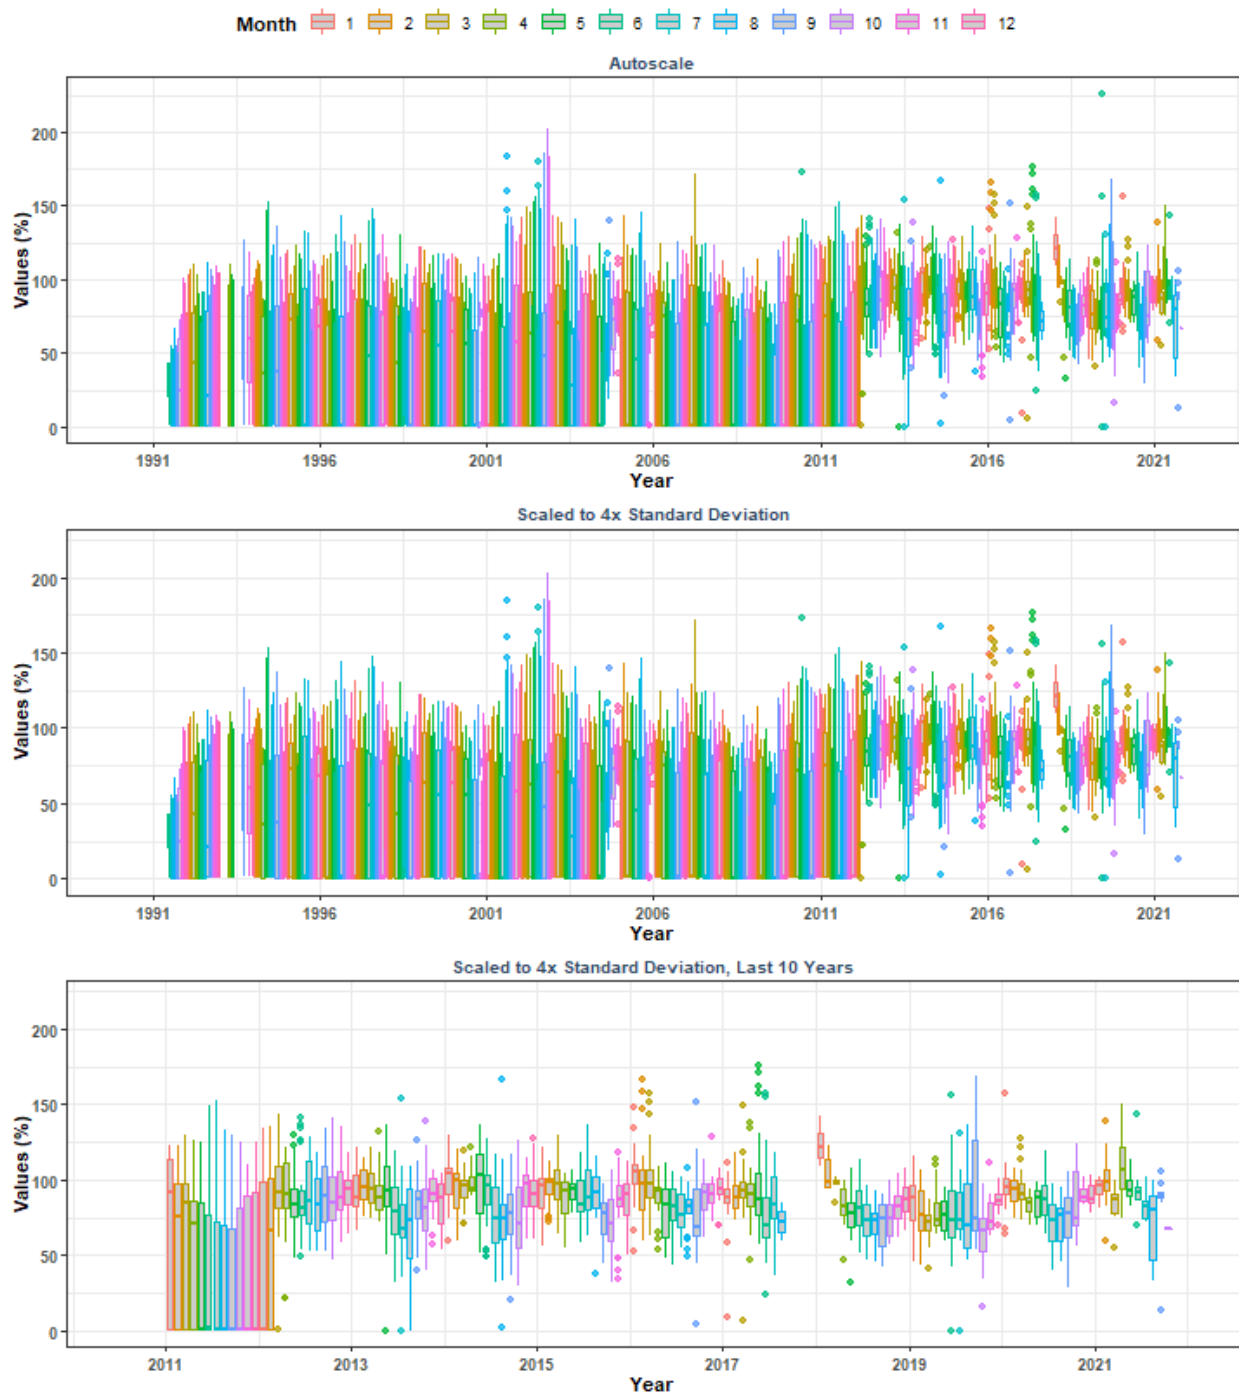 Month 1 2 3 4 5 6 7 8 9 10 11 12
Autoscale
Values (%)
200
150
100
50
0
1991 1996 2001 2006 2011 2016 2021
Year
Scaled to 4x Standard Deviation
Values (%)
200
150
100
50
0
1991 1996 2001 2006 2011 2016 2021
Year
Scaled to 4x Standard Deviation, Last 10 Years
Values (%)
200
150
100
50
0
2011 2013 2015 2017 2019 2021
Year